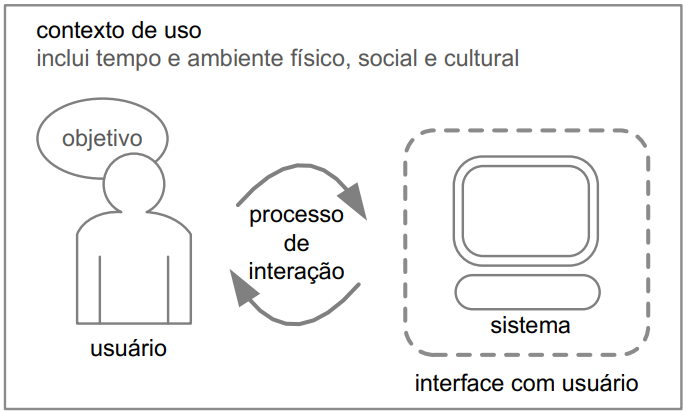 contexto de uso
inclui tempo e ambiente físico, social e cultural
objetivo
processo
de
interação
usuário
sistema
interface com usuário